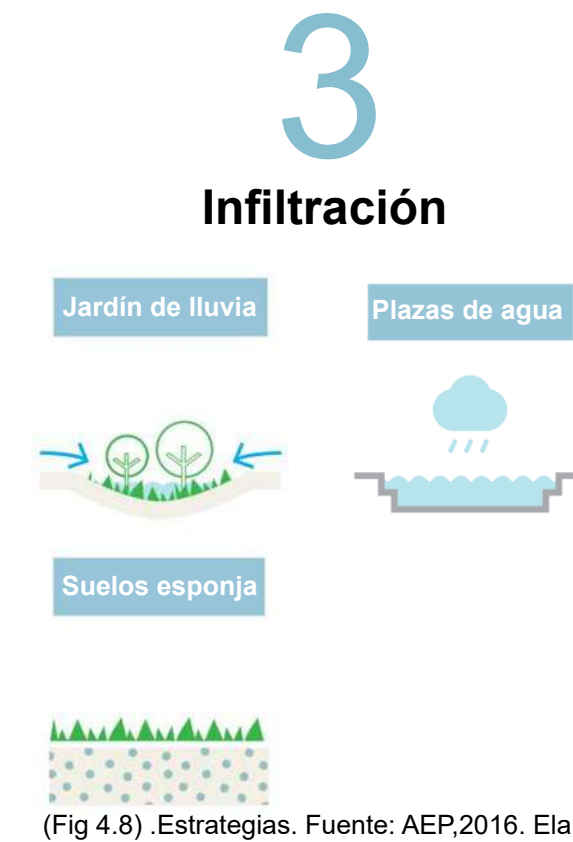 3
Infiltración
Jardín de lluvia
Plazas de agua
Suelos esponja
(Fig 4.8) .Estrategias. Fuente: AEP,2016. Ela